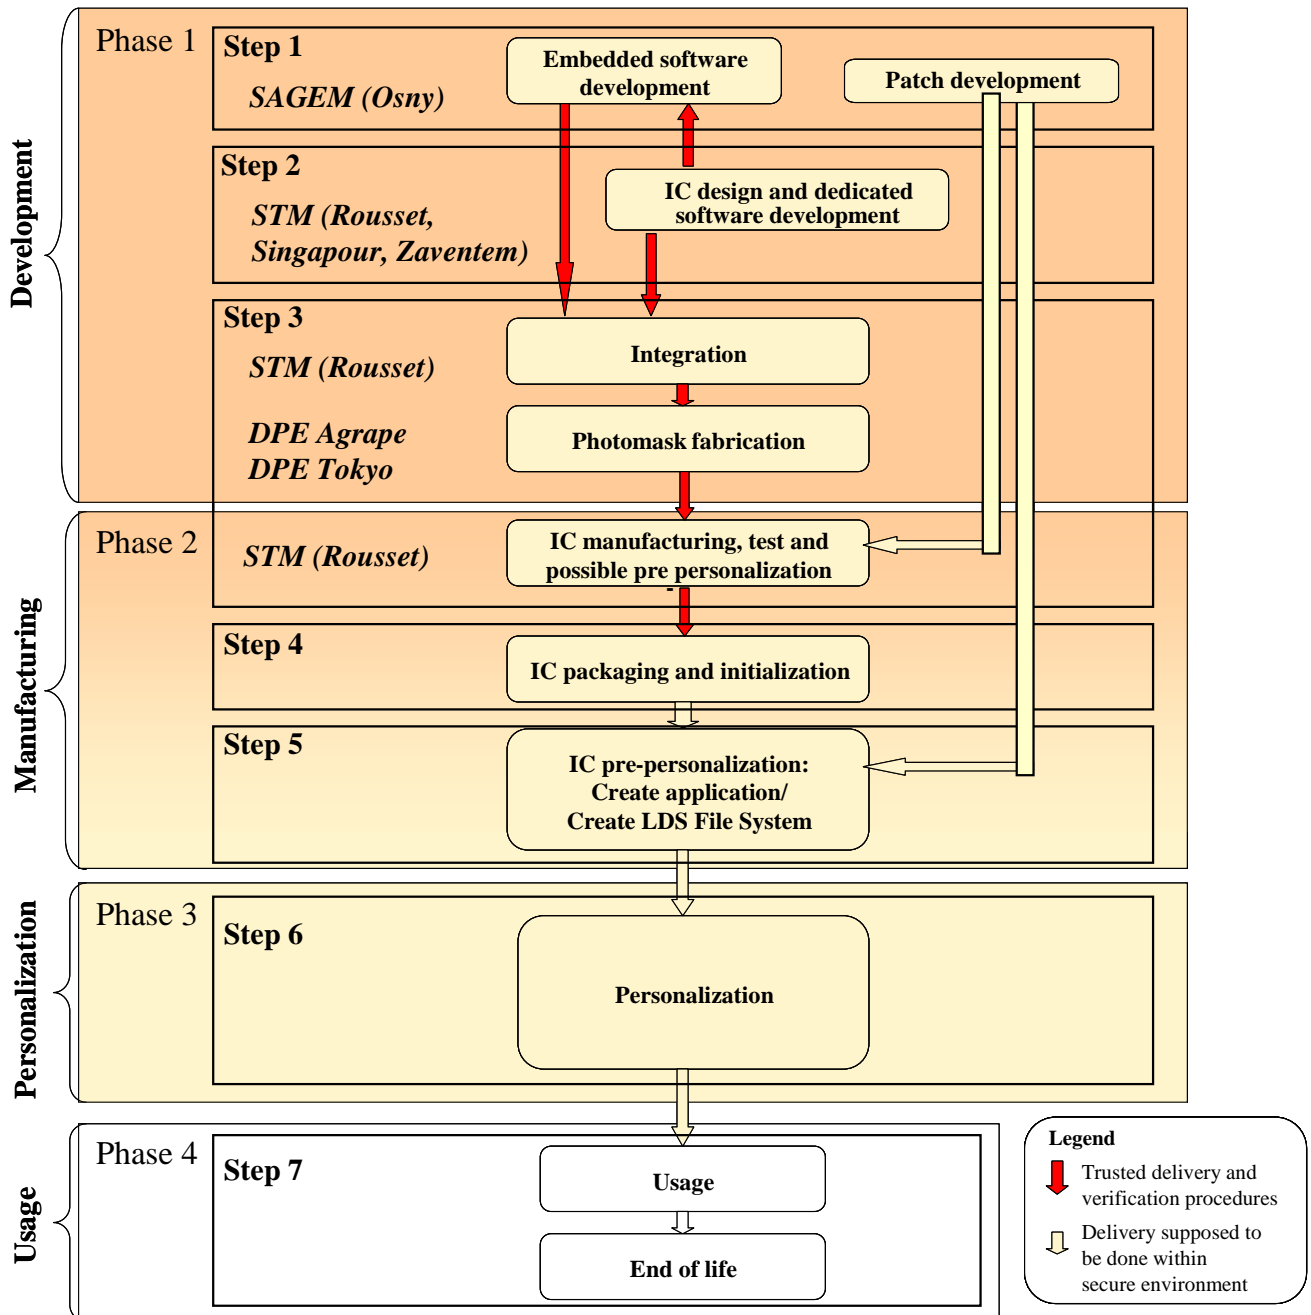 Development
Phase 1
Step 1
SAGEM (Osny)
Embedded software
development
Patch development
Step 2
STM (Rousset,
Singapour, Zaventem)
IC design and dedicated
software development
Step 3
STM (Rousset)
Integration
DPE Agrape
DPE Tokyo
Photomask fabrication
Manufacturing
Phase 2
STM (Rousset)
IC manufacturing, test and
possible pre personalization
-
Step 4
IC packaging and initialization
Step 5
IC pre-personalization:
Create application/
Create LDS File System
Personalization
Phase 3
Step 6
Personalization
Usage
Phase 4
Step 7
Usage
End of life
Legend
Trusted delivery and
verification procedures
Delivery supposed to
be done within
secure environment